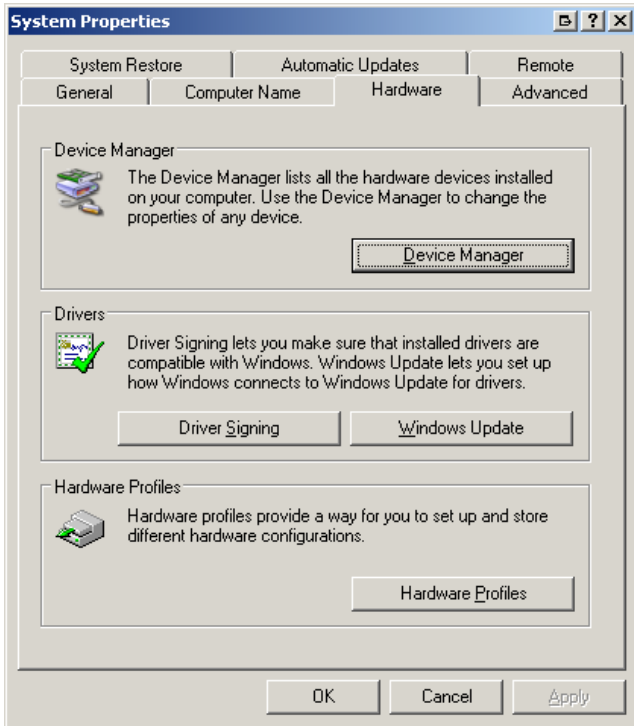 System Properties
System Restore Automatic Updates Remote
General Computer Name Hardware Advanced
Device Manager
The Device Manager lists all the hardware devices installed
on your computer. Use the Device Manager to change the
properties of any device.
Device Manager
Drivers
Driver Signing lets you make sure that installed drivers are
compatible with Windows. Windows Update lets you set up
how Windows connects to Windows Update for drivers.
Driver Signing Windows Update
Hardware Profiles
Hardware profiles provide a way for you to set up and store
different hardware configurations.
Hardware Profiles
OK Cancel Apply